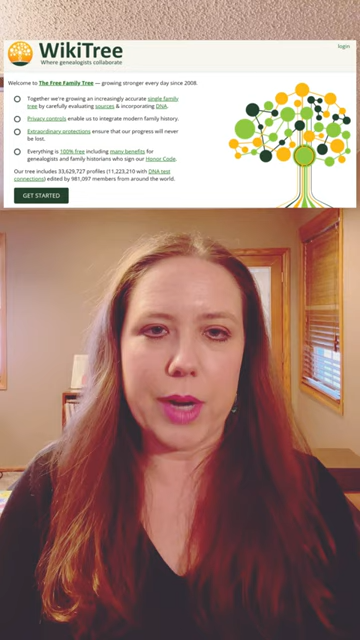 WikiTree
Where genealogists collaborate
login
Welcome to The Free Family Tree — growing stronger every day since 2008.
Together we're growing an increasingly accurate single family
tree by carefully evaluating sources & incorporating DNA.
Privacy controls enable us to integrate modern family history.
Extraordinary protections ensure that our progress will never
be lost.
Everything is 100% free including many benefits for
genealogists and family historians who sign our Honor Code.
Our tree includes 33,629,727 profiles (11,223,210 with DNA test
connections) edited by 981,097 members from around the world.
GET STARTED